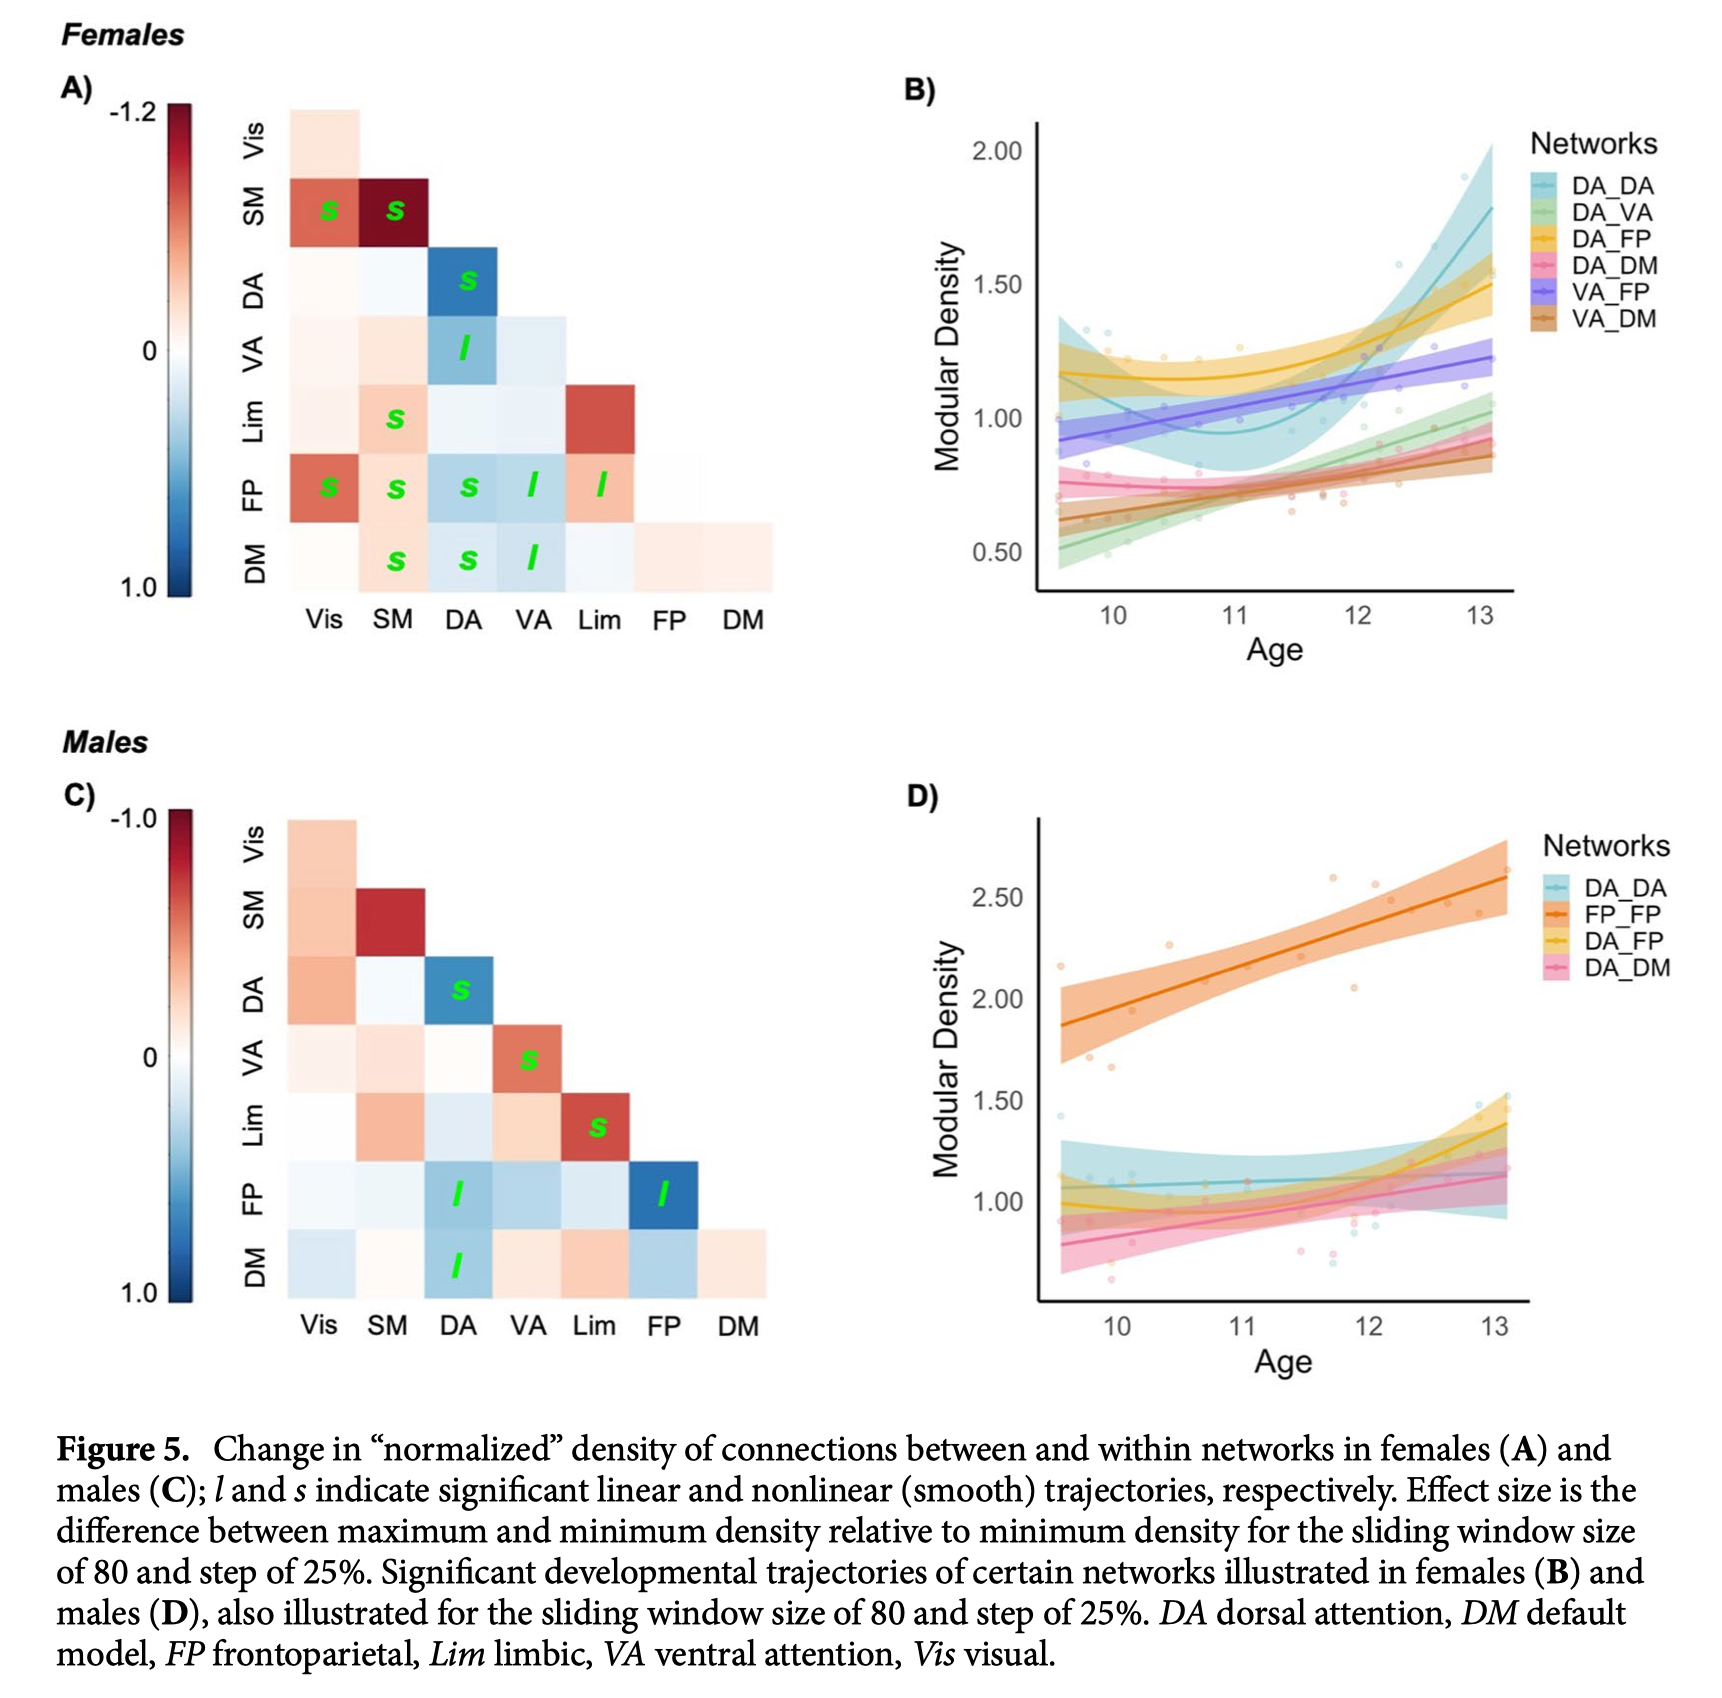 Females
A)
-1.2
0
1.0
Vis
SM
DA
VA
Lim
FP
DM
s s
s
l
s
s s s l l
s s l
Vis SM DA VA Lim FP DM
B)
Modular Density
2.00
1.50
1.00
0.50
10 11 12 13
Age
Networks
DA_DA
DA_VA
DA_FP
DA_DM
VA_FP
VA_DM
Males
C)
-1.0
0
1.0
Vis
SM
DA
VA
Lim
FP
DM
s
s
s
l l
l
Vis SM DA VA Lim FP DM
D)
Modular Density
2.50
2.00
1.50
1.00
10 11 12 13
Age
Networks
DA_DA
FP_FP
DA_FP
DA_DM
Figure 5. Change in “normalized” density of connections between and within networks in females (A) and
males (C); l and s indicate significant linear and nonlinear (smooth) trajectories, respectively. Effect size is the
difference between maximum and minimum density relative to minimum density for the sliding window size
of 80 and step of 25%. Significant developmental trajectories of certain networks illustrated in females (B) and
males (D), also illustrated for the sliding window size of 80 and step of 25%. DA dorsal attention, DM default
model, FP frontoparietal, Lim limbic, VA ventral attention, Vis visual.